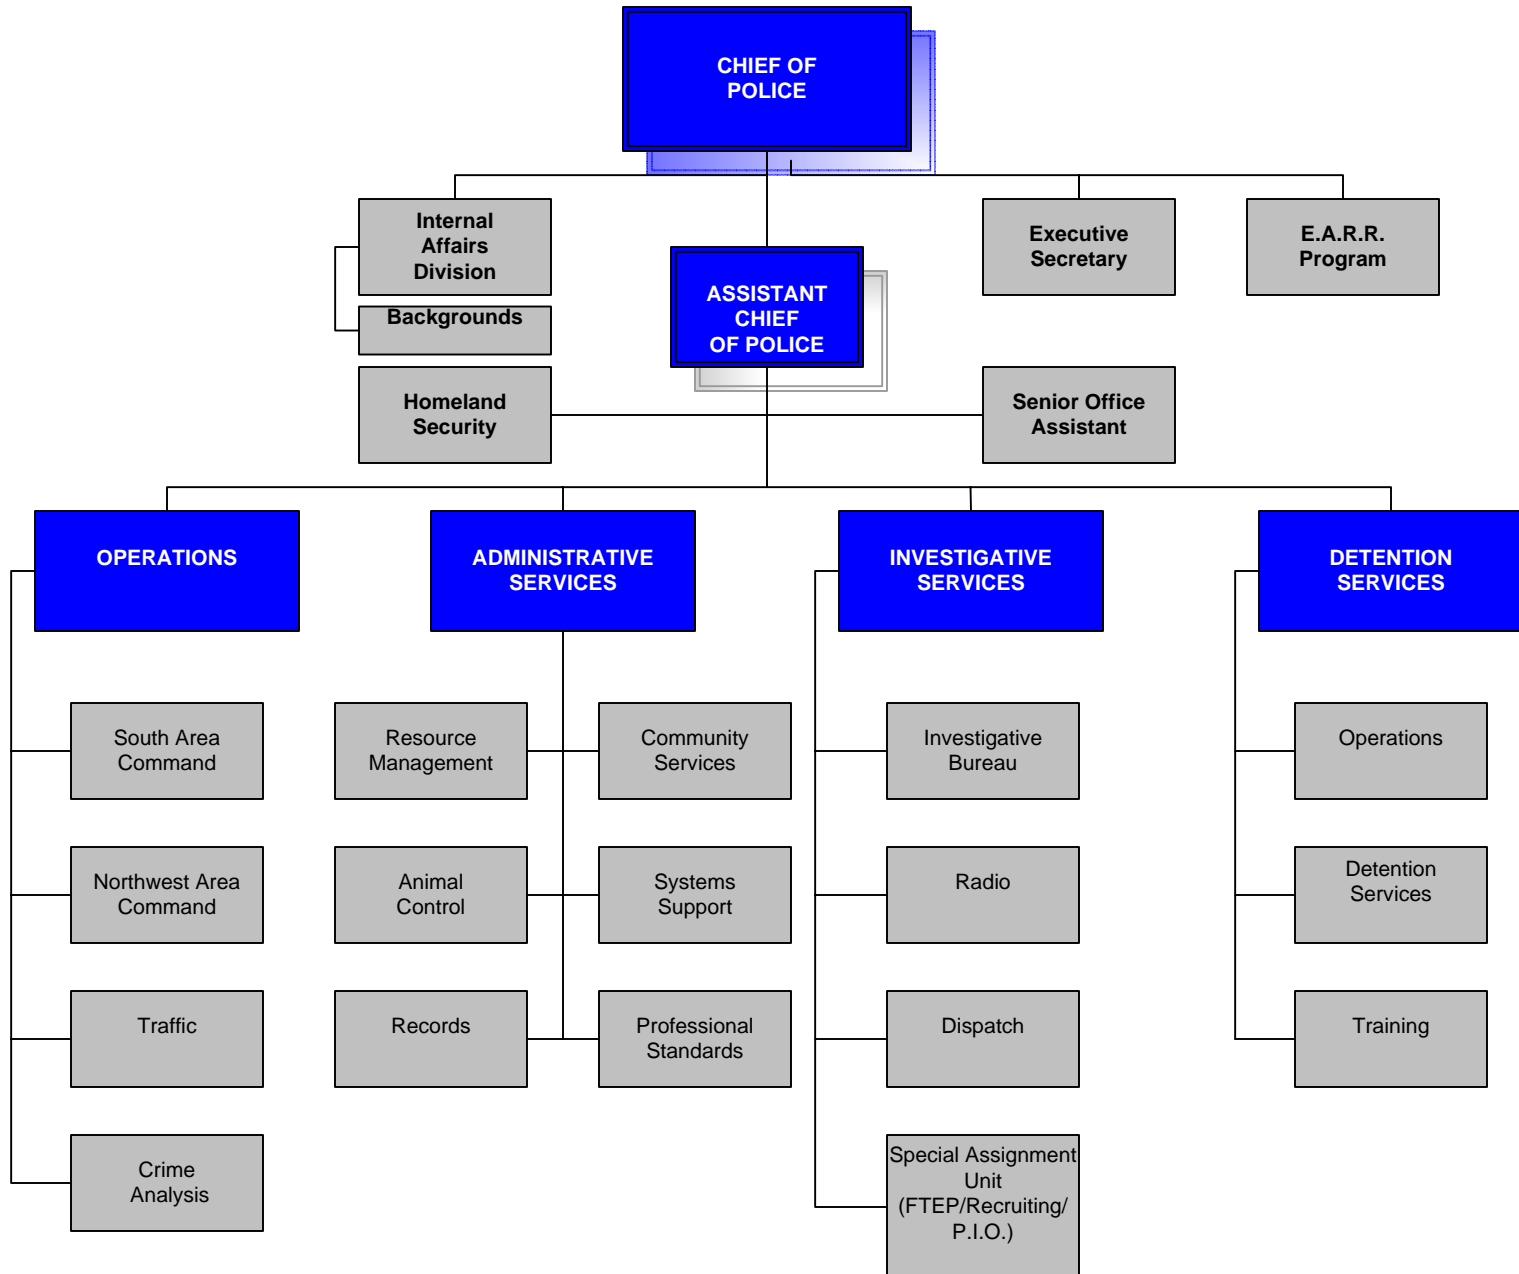 CHIEF OF
POLICE
Internal
Affairs
Division
Executive
Secretary
E.A.R.R.
Program
ASSISTANT
CHIEF
OF POLICE
Backgrounds
Homeland
Security
Senior Office
Assistant
OPERATIONS
ADMINISTRATIVE
SERVICES
INVESTIGATIVE
SERVICES
DETENTION
SERVICES
South Area
Command
Resource
Management
Community
Services
Investigative
Bureau
Operations
Northwest Area
Command
Animal
Control
Systems
Support
Radio
Detention
Services
Traffic
Records
Professional
Standards
Dispatch
Training
Crime
Analysis
Special Assignment
Unit
(FTEP/Recruiting/
P.I.O.)